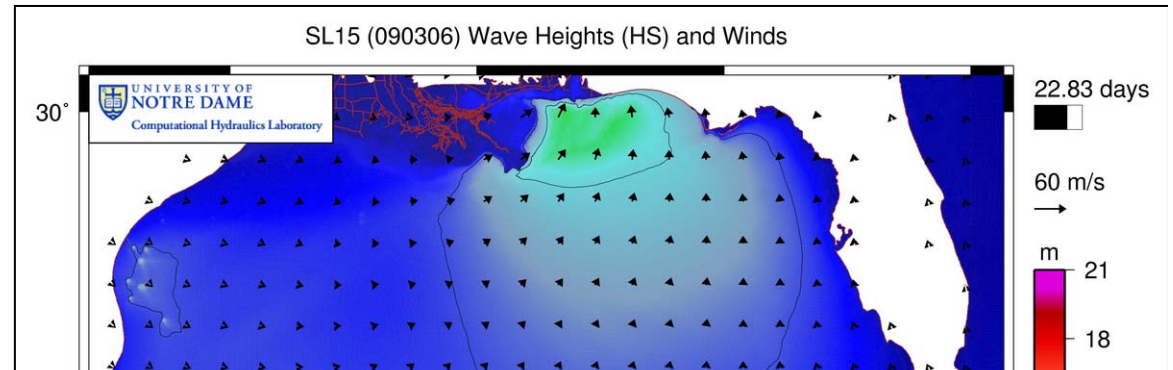 SL15 (090306) Wave Heights (HS) and Winds
UNIVERSITY OF
NOTRE DAME
Computational Hydraulics Laboratory
30°
22.83 days
60 m/s
m
21
18